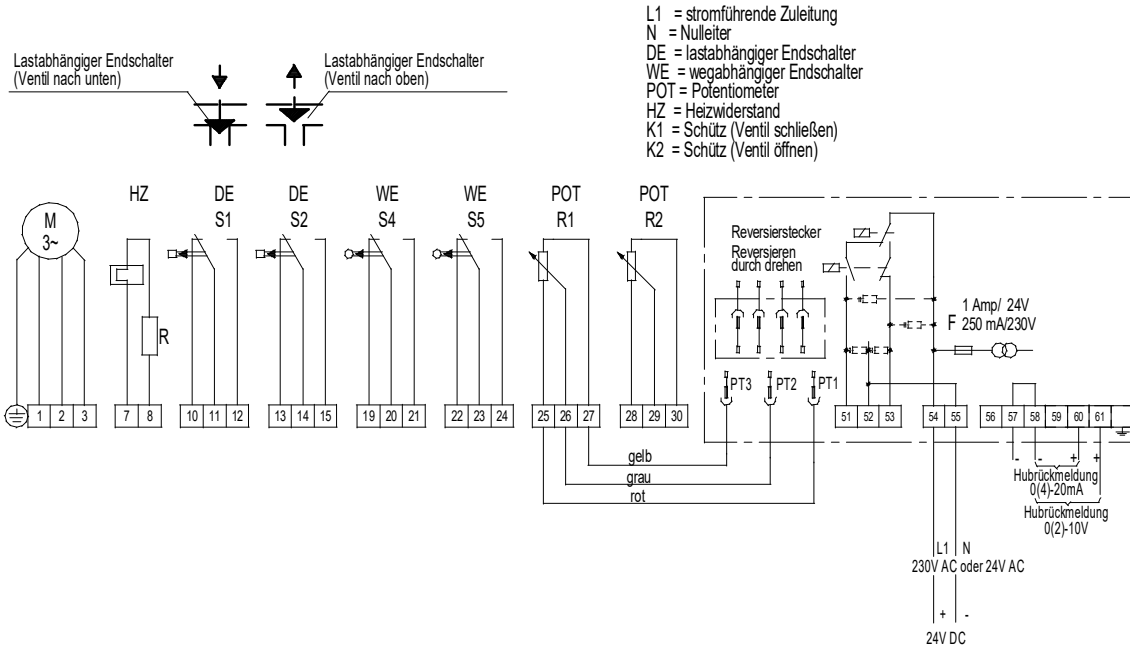 L1 = stromführende Zuleitung
N = Nulleiter
DE = lastabhängiger Endschalter
WE = wegabhängiger Endschalter
POT = Potentiometer
HZ = Heizwiderstand
K1 = Schütz (Ventil schließen)
K2 = Schütz (Ventil öffnen)
Lastabhängiger Endschalter
(Ventil nach unten)
Lastabhängiger Endschalter
(Ventil nach oben)
HZ DE DE WE WE POT POT
S1 S2 S4 S5 R1 R2
M
3~
R
Reversierstecker
Reversieren
durch drehen
1 Amp/ 24V
F 250 mA/230V
PT3 PT2 PT1
1 2 3 7 8 10 11 12 13 14 15 19 20 21 22 23 24 25 26 27 28 29 30 51 52 53 54 55 56 57 58 59 60 61
gelb
grau
rot
- - + +
Hubrückmeldung
0(4)-20mA
Hubrückmeldung
0(2)-10V
L1 N
230V AC oder 24V AC
+ -
24V DC